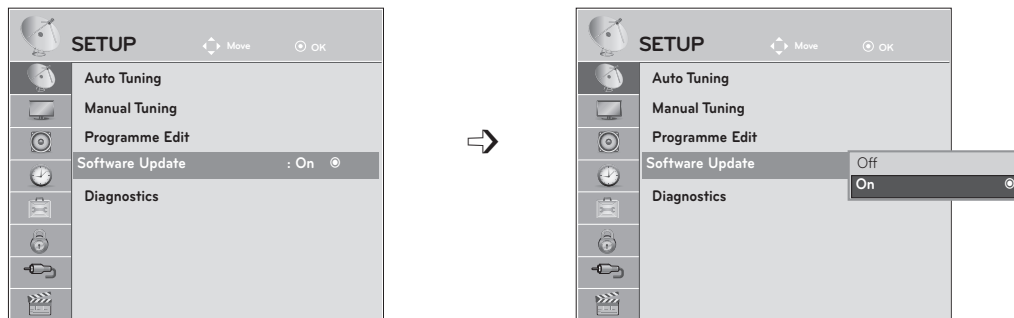 SETUP Move OK
Auto Tuning
Manual Tuning
Programme Edit
Software Update : On
Diagnostics
SETUP Move OK
Auto Tuning
Manual Tuning
Programme Edit
Software Update
Off
On
Diagnostics